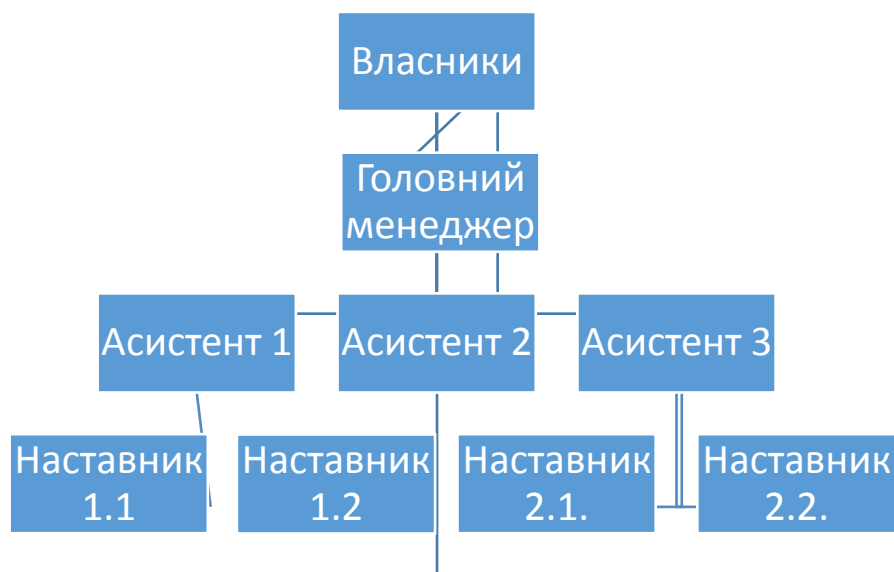 Власники
Головний
менеджер
Асистент 1
Асистент 2
Асистент 3
Наставник
1.1
Наставник
1.2
Наставник
2.1.
Наставник
2.2.